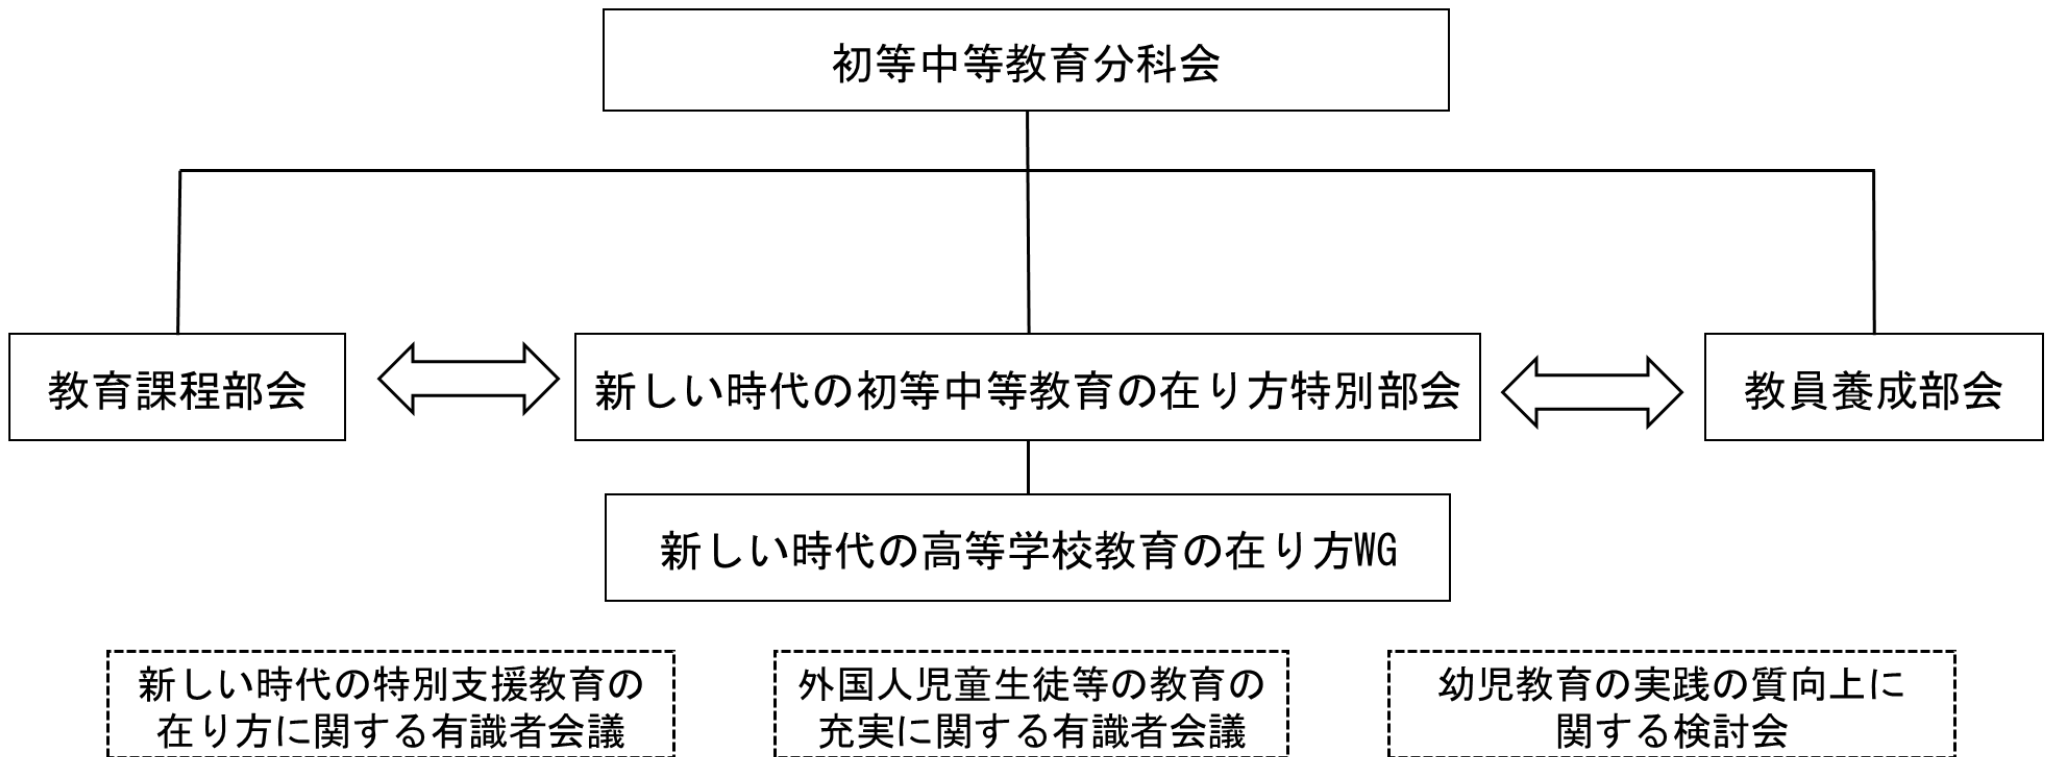 初等中等教育分科会
教育課程部会
新しい時代の初等中等教育の在り方特別部会
教員養成部会
新しい時代の高等学校教育の在り方WG
新しい時代の特別支援教育の
在り方に関する有識者会議
外国人児童生徒等の教育の
充実に関する有識者会議
幼児教育の実践の質向上に
関する検討会